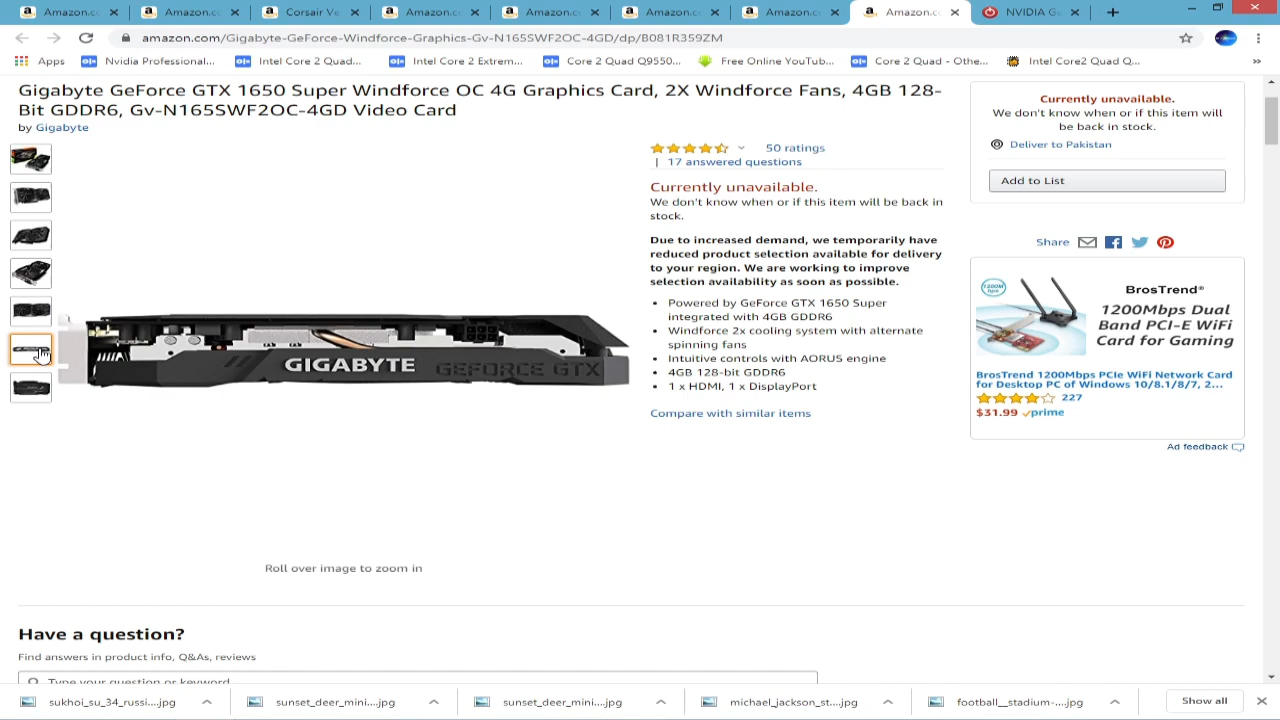 Amazon.c
Amazon.c
Corsair Ve
Amazon.c
Amazon.c
Amazon.c
Amazon.c
Amazon.c
NVIDIA Ge
amazon.com/Gigabyte-GeForce-Windforce-Graphics-Gv-N165SWF2OC-4GD/dp/B081R359ZM
Apps
Nvidia Professional...
Intel Core 2 Quad...
Intel Core 2 Extrem...
Core 2 Quad Q9550...
Free Online YouTub...
Core 2 Quad - Othe...
Intel Core2 Quad Q...
Gigabyte GeForce GTX 1650 Super Windforce OC 4G Graphics Card, 2X Windforce Fans, 4GB 128-
Bit GDDR6, Gv-N165SWF2OC-4GD Video Card
by Gigabyte
50 ratings
| 17 answered questions
Currently unavailable.
We don't know when or if this item will be back in
stock.
Due to increased demand, we temporarily have
reduced product selection available for delivery
to your region. We are working to improve
selection availability as soon as possible.
• Powered by GeForce GTX 1650 Super
integrated with 4GB GDDR6
• Windforce 2x cooling system with alternate
spinning fans
• Intuitive controls with AORUS engine
• 4GB 128-bit GDDR6
• 1 x HDMI, 1 x DisplayPort
Compare with similar items
GIGABYTE GEFORCE GTX
Roll over image to zoom in
Currently unavailable.
We don't know when or if this item will
be back in stock.
Deliver to Pakistan
Add to List
Share
1200M
bps
BrosTrend®
1200Mbps Dual
Band PCI-E WiFi
Card for Gaming
BrosTrend 1200Mbps PCIe WiFi Network Card
for Desktop PC of Windows 10/8.1/8/7, 2...
227
$31.99 prime
Ad feedback
Have a question?
Find answers in product info, Q&As, reviews
Type your question or keyword
sukhoi_su_34_russi....jpg
sunset_deer_mini....jpg
sunset_deer_mini....jpg
michael_jackson_st....jpg
football__stadium-....jpg
Show all